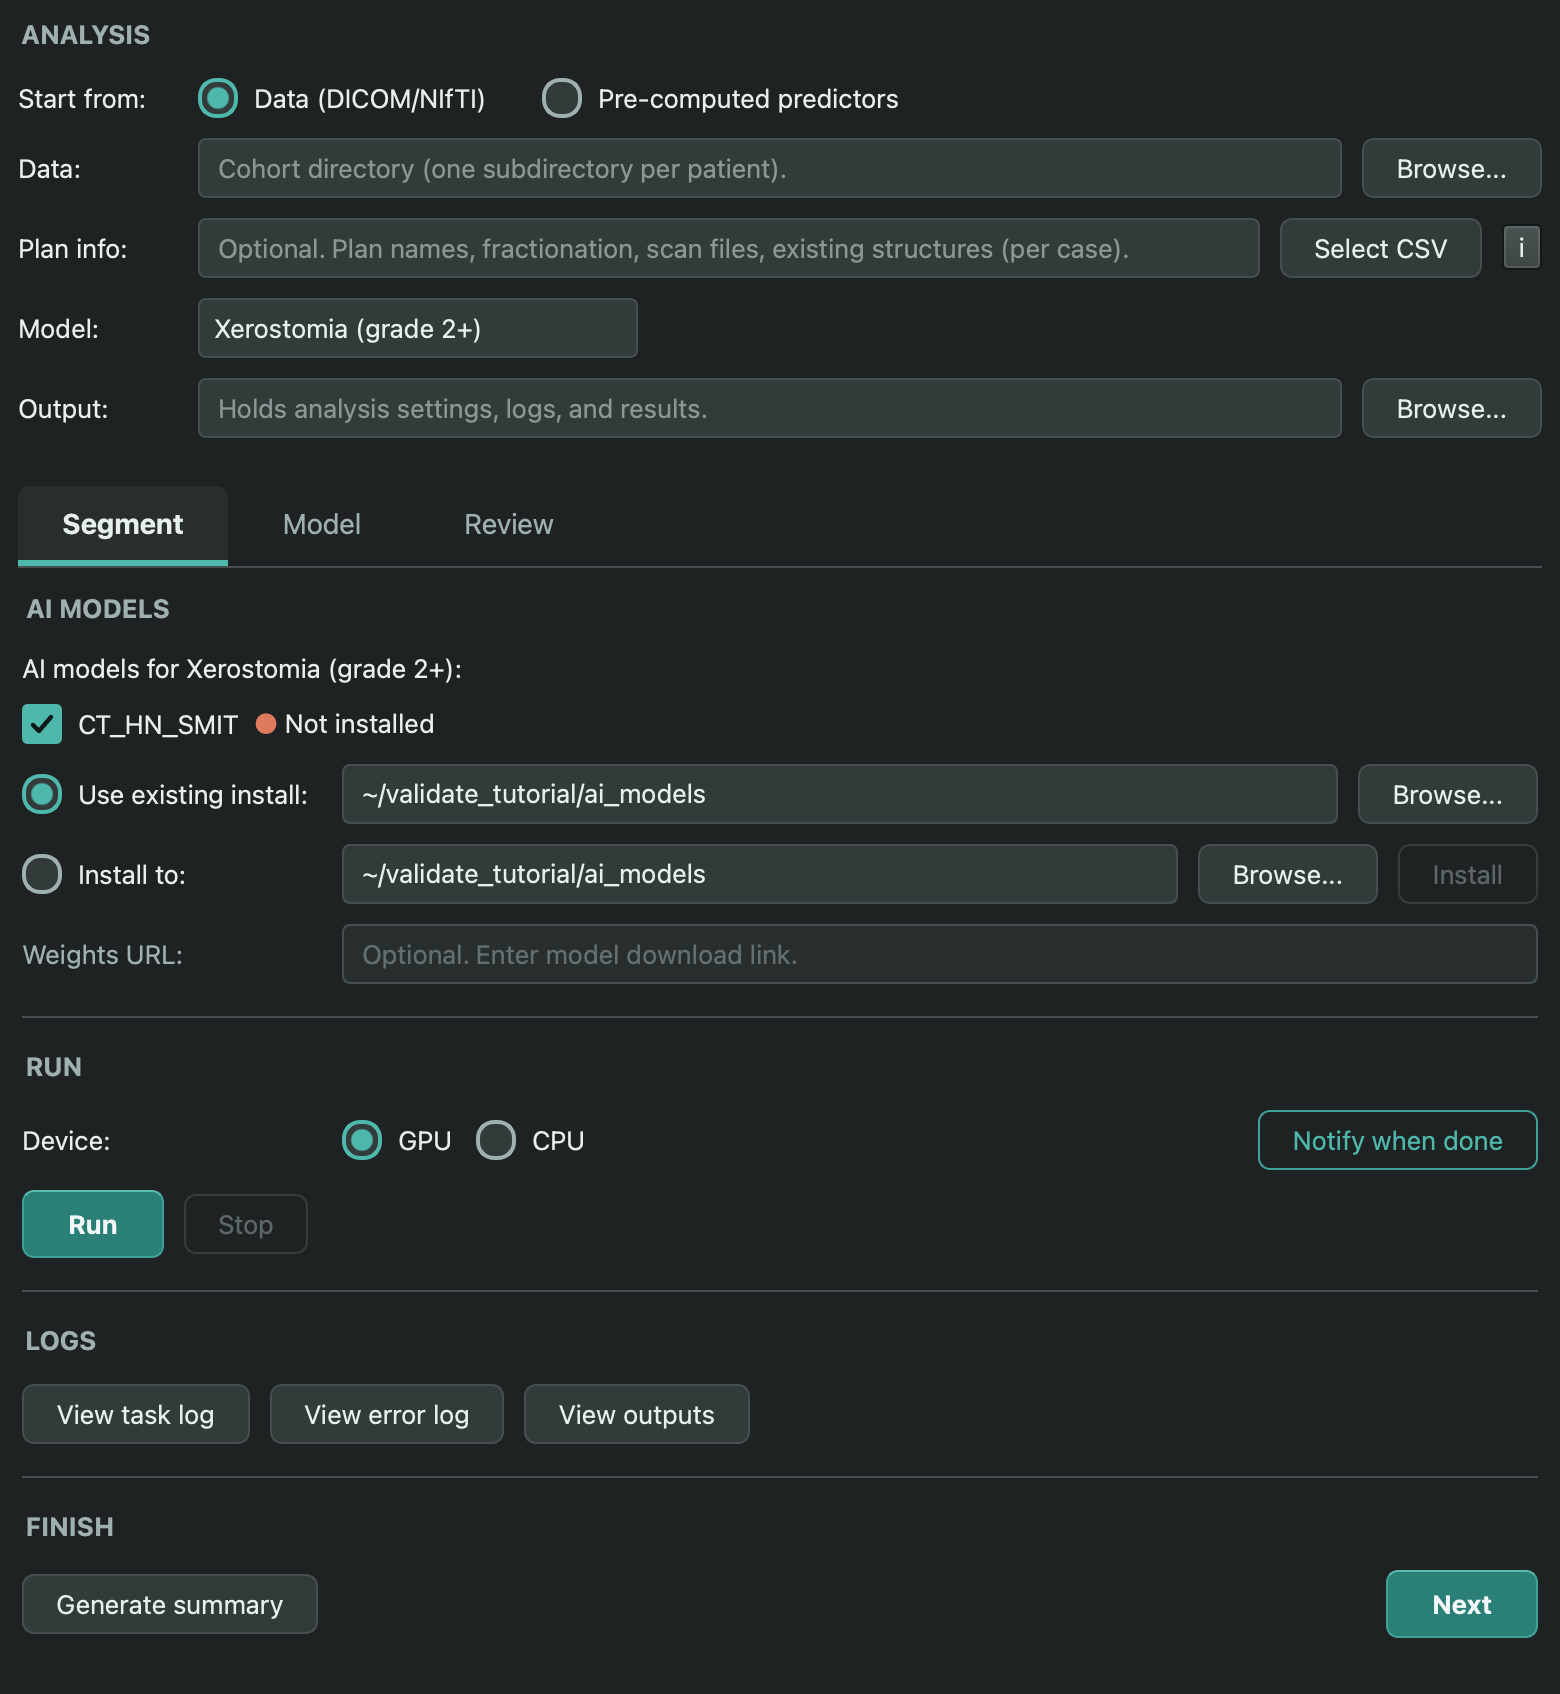 ANALYSIS
Start from: Data (DICOM/NIfTI) Pre-computed predictors
Data: Cohort directory (one subdirectory per patient). Browse...
Plan info: Optional. Plan names, fractionation, scan files, existing structures (per case). Select CSV i
Model: Xerostomia (grade 2+)
Output: Holds analysis settings, logs, and results. Browse...
Segment Model Review
AI MODELS
AI models for Xerostomia (grade 2+):
CT_HN_SMIT Not installed
Use existing install: ~/validate_tutorial/ai_models Browse...
Install to: ~/validate_tutorial/ai_models Browse... Install
Weights URL: Optional. Enter model download link.
RUN
Device: GPU CPU Notify when done
Run Stop
LOGS
View task log View error log View outputs
FINISH
Generate summary Next